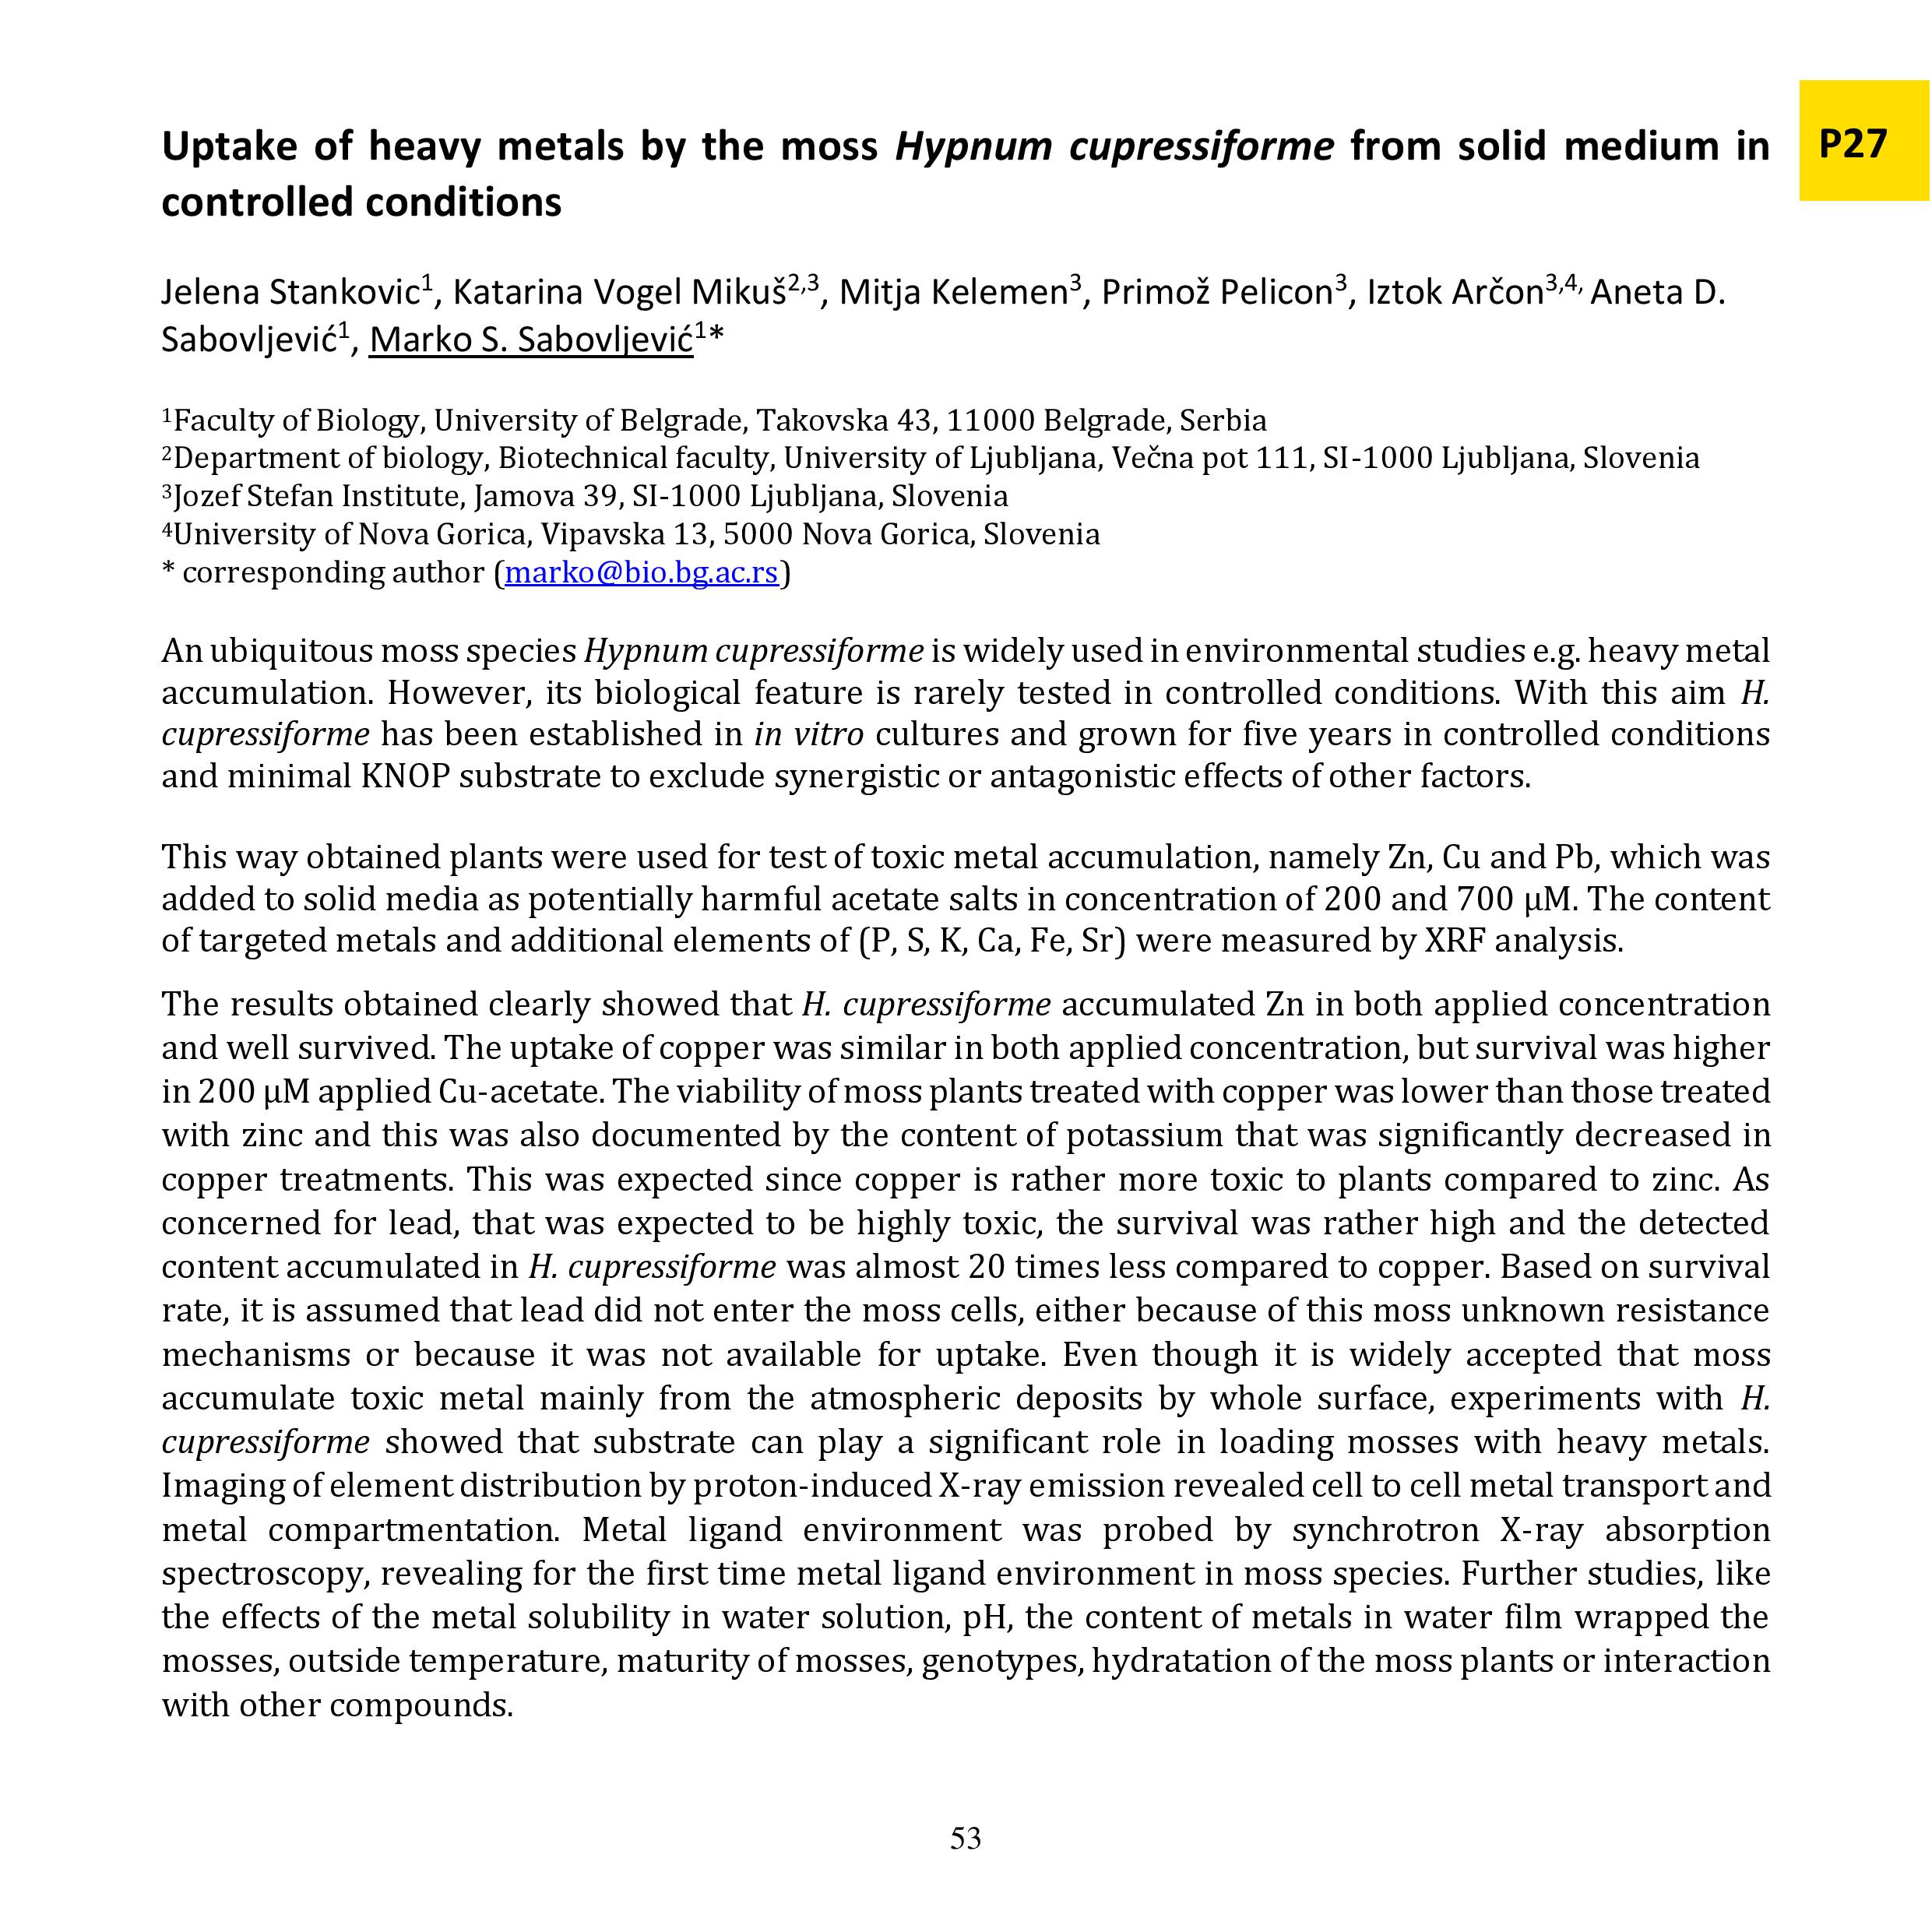 Uptake of heavy metals by the moss Hypnum cupressiforme from solid medium in
controlled conditions
P27
Jelena Stankovic1, Katarina Vogel Mikuš2,3, Mitja Kelemen3, Primož Pelicon3, Iztok Arčon3,4, Aneta D.
Sabovljević1, Marko S. Sabovljević1*
1Faculty of Biology, University of Belgrade, Takovska 43, 11000 Belgrade, Serbia
2Department of biology, Biotechnical faculty, University of Ljubljana, Večna pot 111, SI-1000 Ljubljana, Slovenia
3Jozef Stefan Institute, Jamova 39, SI-1000 Ljubljana, Slovenia
4University of Nova Gorica, Vipavska 13, 5000 Nova Gorica, Slovenia
* corresponding author (marko@bio.bg.ac.rs)
An ubiquitous moss species Hypnum cupressiforme is widely used in environmental studies e.g. heavy metal
accumulation. However, its biological feature is rarely tested in controlled conditions. With this aim H.
cupressiforme has been established in in vitro cultures and grown for five years in controlled conditions
and minimal KNOP substrate to exclude synergistic or antagonistic effects of other factors.
This way obtained plants were used for test of toxic metal accumulation, namely Zn, Cu and Pb, which was
added to solid media as potentially harmful acetate salts in concentration of 200 and 700 μM. The content
of targeted metals and additional elements of (P, S, K, Ca, Fe, Sr) were measured by XRF analysis.
The results obtained clearly showed that H. cupressiforme accumulated Zn in both applied concentration
and well survived. The uptake of copper was similar in both applied concentration, but survival was higher
in 200 μM applied Cu-acetate. The viability of moss plants treated with copper was lower than those treated
with zinc and this was also documented by the content of potassium that was significantly decreased in
copper treatments. This was expected since copper is rather more toxic to plants compared to zinc. As
concerned for lead, that was expected to be highly toxic, the survival was rather high and the detected
content accumulated in H. cupressiforme was almost 20 times less compared to copper. Based on survival
rate, it is assumed that lead did not enter the moss cells, either because of this moss unknown resistance
mechanisms or because it was not available for uptake. Even though it is widely accepted that moss
accumulate toxic metal mainly from the atmospheric deposits by whole surface, experiments with H.
cupressiforme showed that substrate can play a significant role in loading mosses with heavy metals.
Imaging of element distribution by proton-induced X-ray emission revealed cell to cell metal transport and
metal compartmentation. Metal ligand environment was probed by synchrotron X-ray absorption
spectroscopy, revealing for the first time metal ligand environment in moss species. Further studies, like
the effects of the metal solubility in water solution, pH, the content of metals in water film wrapped the
mosses, outside temperature, maturity of mosses, genotypes, hydratation of the moss plants or interaction
with other compounds.
53